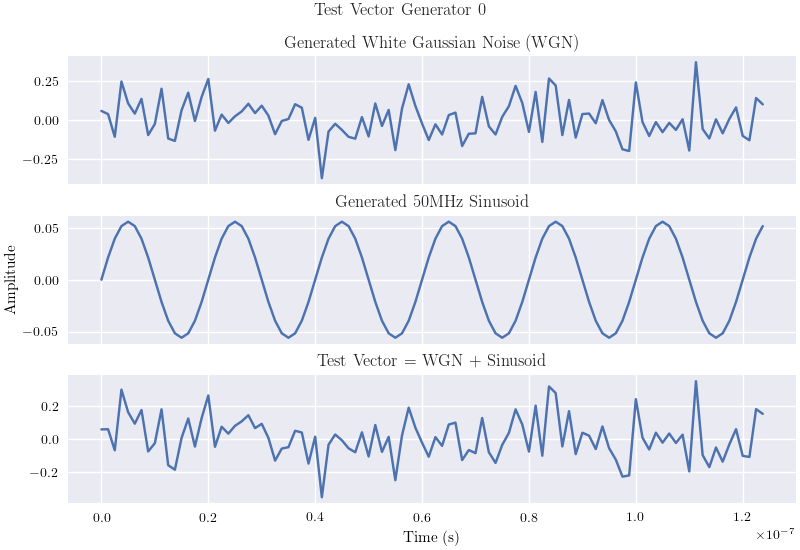 Test Vector Generator 0
Generated White Gaussian Noise (WGN)
0.25
0.00
−0.25
Generated 50MHz Sinusoid
0.05
0.00
−0.05
Amplitude
Test Vector = WGN + Sinusoid
0.2
0.0
−0.2
0.0 0.2 0.4 0.6 0.8 1.0 1.2
×10⁻⁷
Time (s)